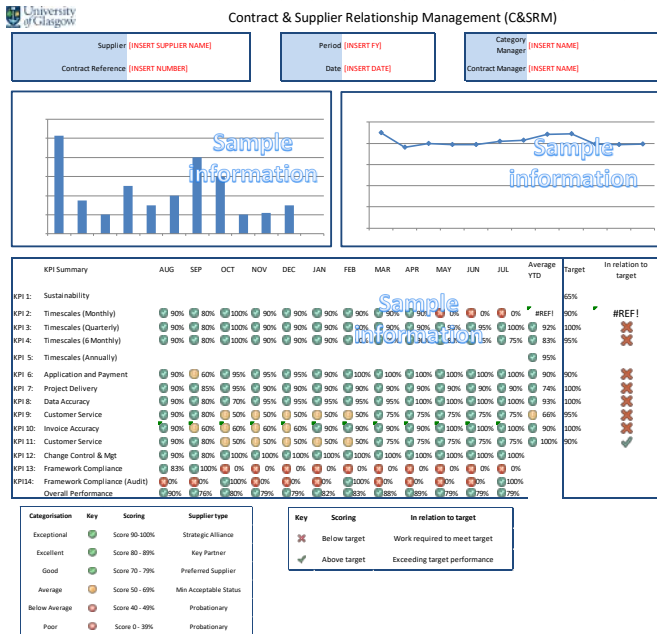 University of Glasgow
Contract & Supplier Relationship Management (C&SRM)
Supplier [INSERT SUPPLIER NAME]
Contract Reference [INSERT NUMBER]
Period [INSERT FY]
Date [INSERT DATE]
Category Manager [INSERT NAME]
Contract Manager [INSERT NAME]
Sample information
Sample information
KPI Summary AUG SEP OCT NOV DEC JAN FEB MAR APR MAY JUN JUL Average YTD Target In relation to target
KPI 1: Sustainability 65%
KPI 2: Timescales (Monthly) 90% 80% 100% 90% 90% 90% 90% 90% 90% 0% 0% 0% #REF! 90% #REF!
KPI 3: Timescales (Quarterly) 90% 80% 100% 90% 90% 90% 90% 95% 100% 92% 100%
KPI 4: Timescales (6 Monthly) 90% 80% 100% 90% 90% 90% 75% 83% 95%
Sample information
KPI 5: Timescales (Annually) 95%
KPI 6: Application and Payment 90% 60% 95% 95% 95% 90% 100% 100% 100% 100% 100% 100% 90% 90%
KPI 7: Project Delivery 90% 85% 95% 90% 90% 90% 90% 90% 90% 90% 90% 90% 74% 100%
KPI 8: Data Accuracy 90% 80% 70% 95% 95% 95% 95% 95% 100% 100% 100% 100% 93% 100%
KPI 9: Customer Service 90% 80% 50% 50% 50% 50% 50% 75% 75% 75% 75% 75% 66% 95%
KPI 10: Invoice Accuracy 90% 60% 60% 60% 60% 90% 90% 90% 90% 90% 90% 100% 90% 100%
KPI 11: Customer Service 90% 80% 50% 50% 50% 50% 50% 75% 75% 75% 75% 75% 100% 90%
KPI 12: Change Control & Mgt 90% 80% 100% 100% 100% 100% 100% 100% 100% 100% 100% 100%
KPI 13: Framework Compliance 83% 100% 0% 0% 0% 0% 0% 0% 0% 0% 0% 0%
KPI14: Framework Compliance (Audit) 0% 0% 100% 0% 0% 0% 100% 0% 0% 0% 0% 100%
Overall Performance 90% 76% 80% 79% 79% 82% 83% 88% 89% 79% 79% 79%
Categorisation Key Scoring Supplier type
Exceptional Score 90-100% Strategic Alliance
Excellent Score 80 - 89% Key Partner
Good Score 70 - 79% Preferred Supplier
Average Score 50 - 69% Min Acceptable Status
Below Average Score 40 - 49% Probationary
Poor Score 0 - 39% Probationary
Key Scoring In relation to target
Below target Work required to meet target
Above target Exceeding target performance